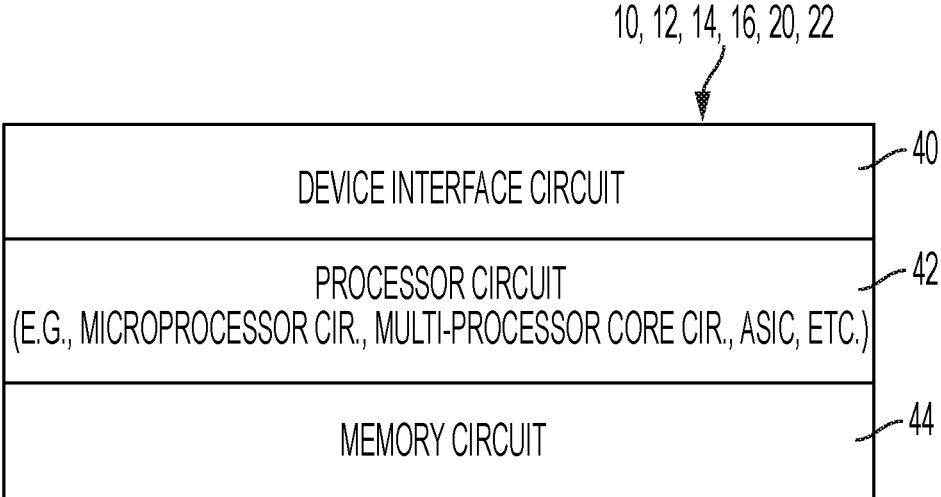 10, 12, 14, 16, 20, 22
40
DEVICE INTERFACE CIRCUIT
42
PROCESSOR CIRCUIT
(E.G., MICROPROCESSOR CIR., MULTI-PROCESSOR CORE CIR., ASIC, ETC.)
44
MEMORY CIRCUIT